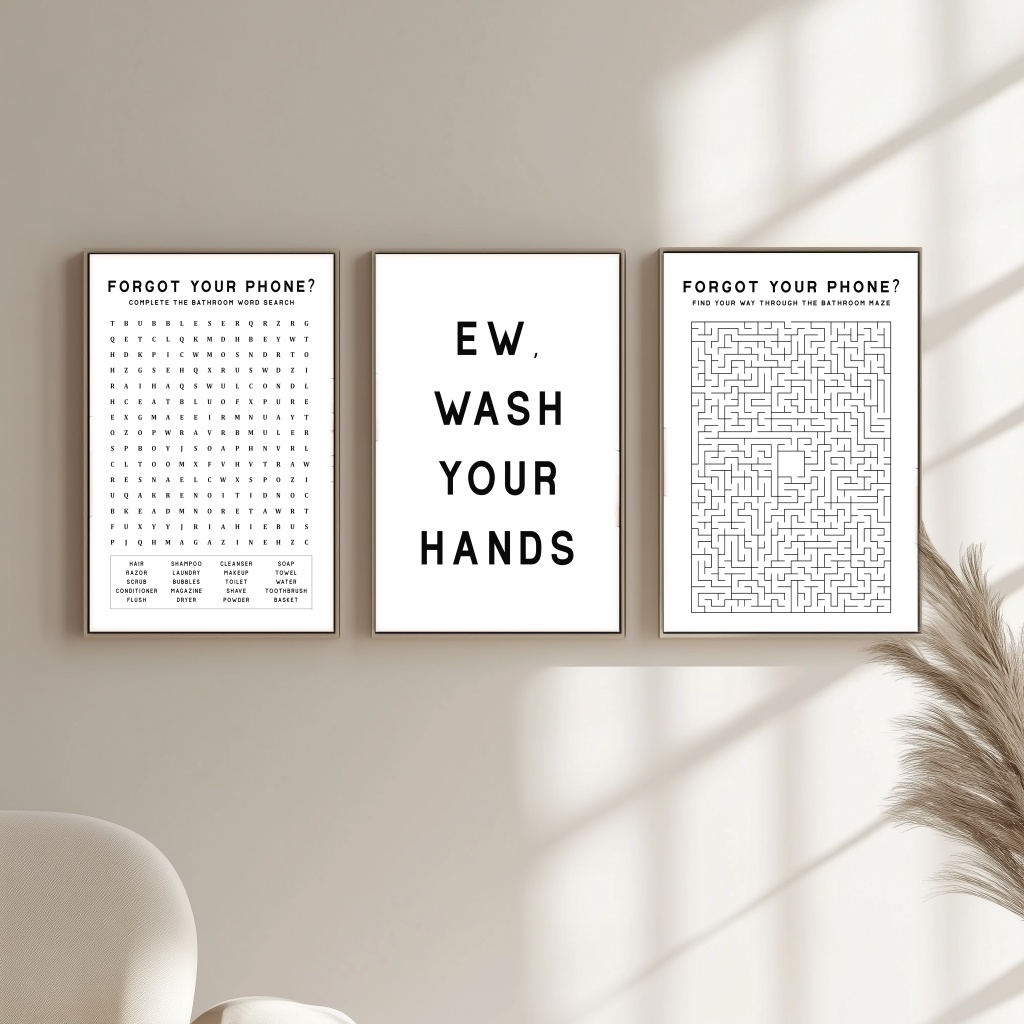 FORGOT YOUR PHONE?
COMPLETE THE BATHROOM WORD SEARCH
T B U B B L E S E R Q R Z R G
Q E T C L Q K M D H B E Y W T
H D K P I C W M O S N D R T O
H Z G S E H Q X R U S W D Z I
R A I H A Q S W U L C O N D L
H C E A T B L U O F X P U R E
E X G M A E E I R M N U A Y T
O Z O P W R A V R B M U L E R
S P B O Y J S O A P H N V R L
C L T O O M X F V H V T R A W
R E S N A E L C W X S P O Z I
U Q A K R E N O I T I D N O C
B K E A D M N O R E T A W R T
F U X Y Y J R I A H I E B U S
P J Q H M A G A Z I N E H Z C
HAIR SHAMPOO CLEANSER SOAP
RAZOR LAUNDRY MAKEUP TOWEL
SCRUB BUBBLES TOILET WATER
CONDITIONER MAGAZINE SHAVE TOOTHBRUSH
FLUSH DRYER POWDER BASKET
EW,
WASH
YOUR
HANDS
FORGOT YOUR PHONE?
FIND YOUR WAY THROUGH THE BATHROOM MAZE